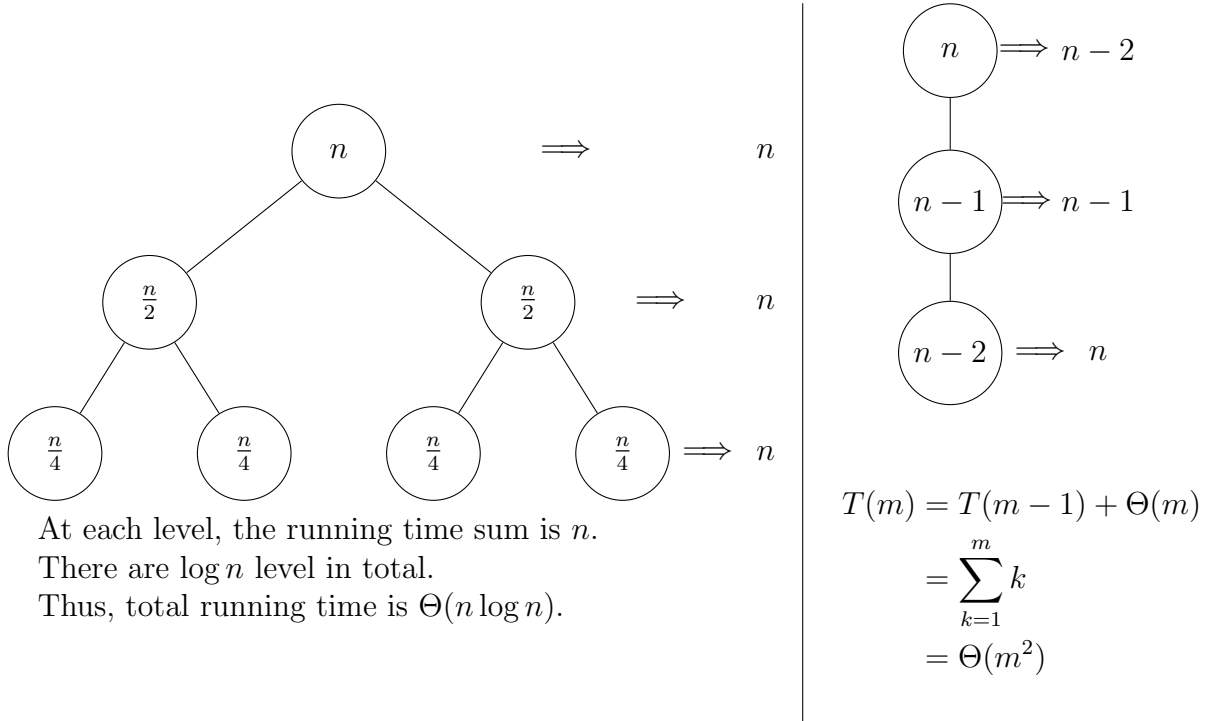 n ⟹ n
n/2 n/2 ⟹ n
n/4 n/4 n/4 n/4 ⟹ n
At each level, the running time sum is n.
There are log n level in total.
Thus, total running time is Θ(n log n).
n ⟹ n − 2
n − 1 ⟹ n − 1
n − 2 ⟹ n
T(m) = T(m − 1) + Θ(m)
= ∑_{k=1}^{m} k
= Θ(m²)